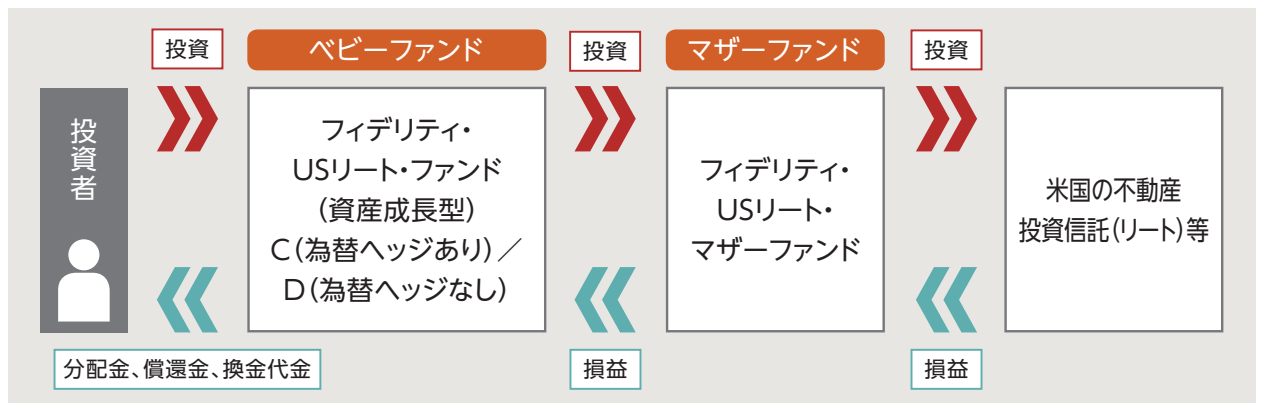 投資
ベビーファンド
投資
マザーファンド
投資
投資者
フィデリティ・
USリート・ファンド
(資産成長型)
C(為替ヘッジあり)/
D(為替ヘッジなし)
フィデリティ・
USリート・
マザーファンド
米国の不動産
投資信託(リート)等
分配金、償還金、換金代金
損益
損益